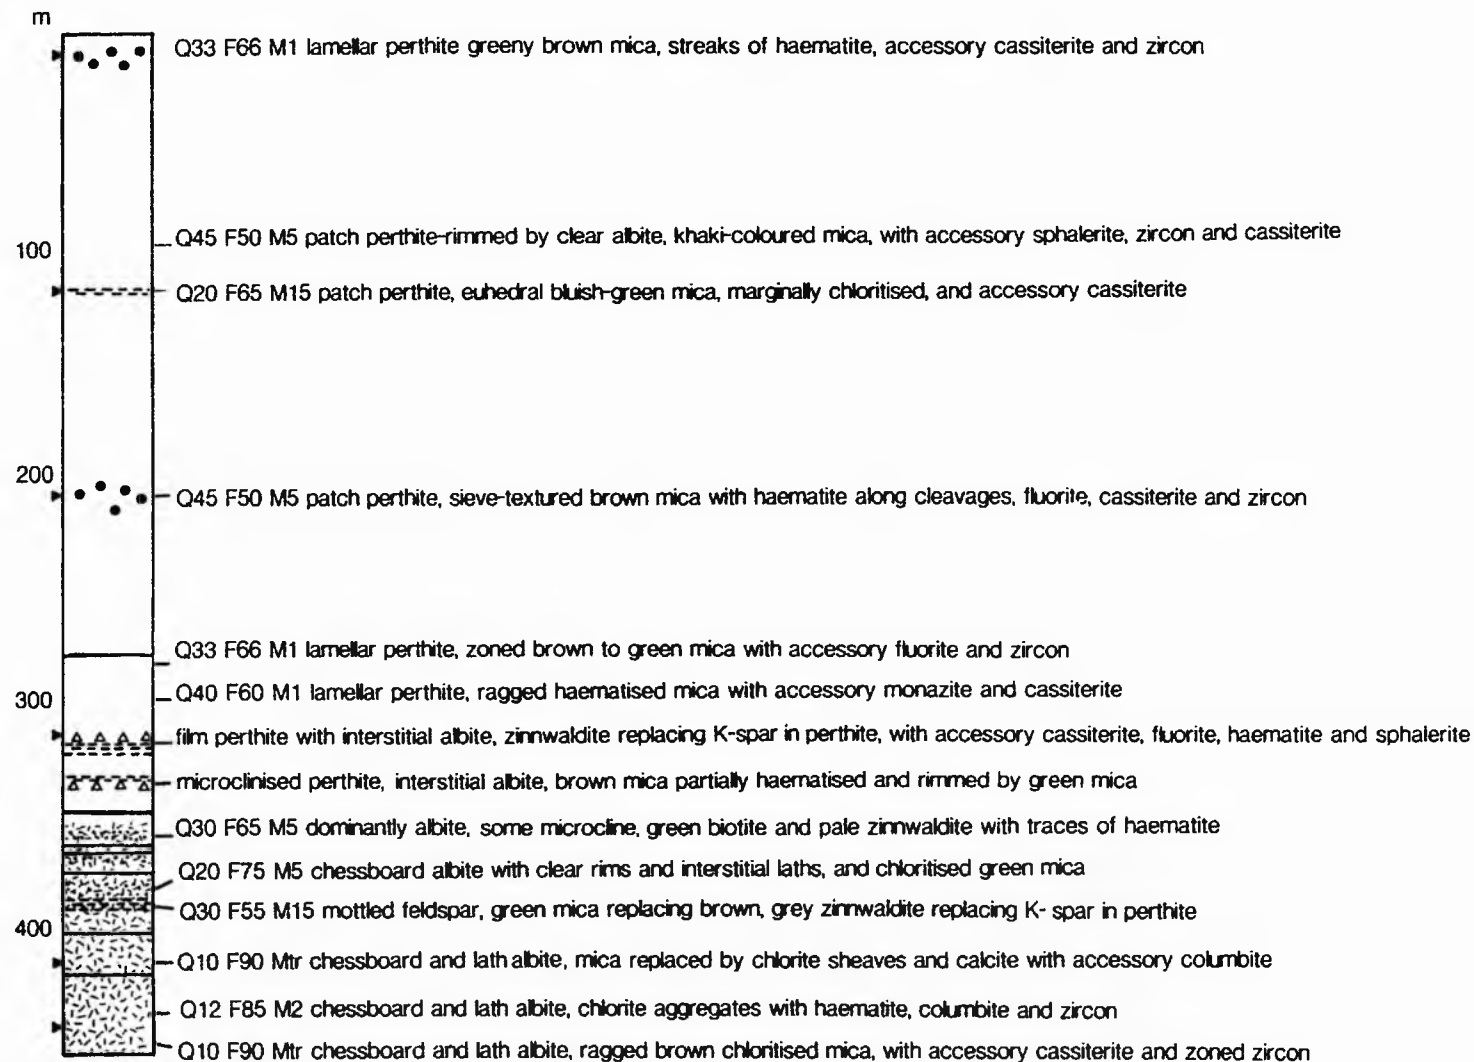 m
Q33 F66 M1 lamellar perthite greeny brown mica, streaks of haematite, accessory cassiterite and zircon
Q45 F50 M5 patch perthite-rimmed by clear albite, khaki-coloured mica, with accessory sphalerite, zircon and cassiterite
100
Q20 F65 M15 patch perthite, euhedral bluish-green mica, marginally chloritised, and accessory cassiterite
200
Q45 F50 M5 patch perthite, sieve-textured brown mica with haematite along cleavages, fluorite, cassiterite and zircon
Q33 F66 M1 lamellar perthite, zoned brown to green mica with accessory fluorite and zircon
300
Q40 F60 M1 lamellar perthite, ragged haematised mica with accessory monazite and cassiterite
film perthite with interstitial albite, zinnwaldite replacing K-spar in perthite, with accessory cassiterite, fluorite, haematite and sphalerite
microclinised perthite, interstitial albite, brown mica partially haematised and rimmed by green mica
Q30 F65 M5 dominantly albite, some microcline, green biotite and pale zinnwaldite with traces of haematite
Q20 F75 M5 chessboard albite with clear rims and interstitial laths, and chloritised green mica
Q30 F55 M15 mottled feldspar, green mica replacing brown, grey zinnwaldite replacing K- spar in perthite
400
Q10 F90 Mtr chessboard and lath albite, mica replaced by chlorite sheaves and calcite with accessory columbite
Q12 F85 M2 chessboard and lath albite, chlorite aggregates with haematite, columbite and zircon
Q10 F90 Mtr chessboard and lath albite, ragged brown chloritised mica, with accessory cassiterite and zoned zircon